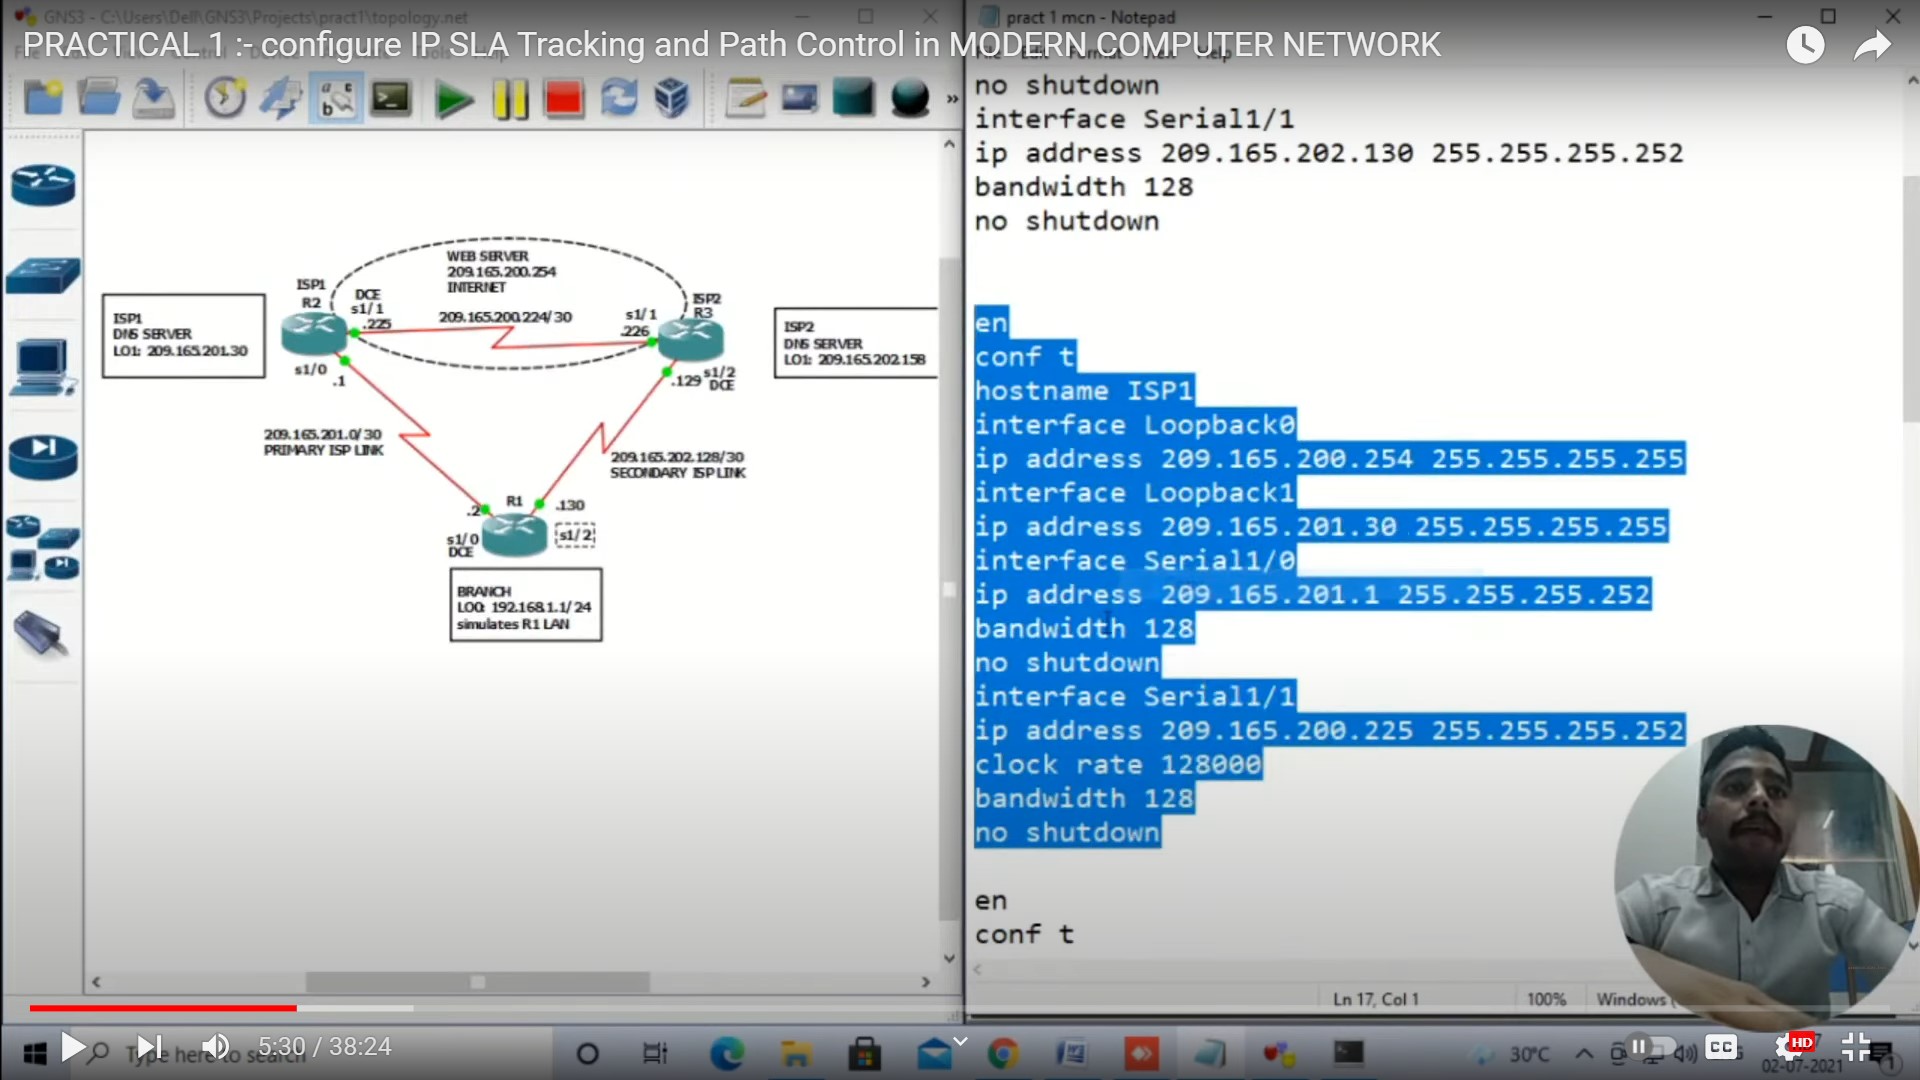 GNS3 - C:\Users\Dell\GNS3\Projects\pract1\topology.net
pract 1 mcn - Notepad
PRACTICAL 1 :- configure IP SLA Tracking and Path Control in MODERN COMPUTER NETWORK
no shutdown
interface Serial1/1
ip address 209.165.202.130 255.255.255.252
bandwidth 128
no shutdown
en
conf t
hostname ISP1
interface Loopback0
ip address 209.165.200.254 255.255.255.255
interface Loopback1
ip address 209.165.201.30 255.255.255.255
interface Serial1/0
ip address 209.165.201.1 255.255.255.252
bandwidth 128
no shutdown
interface Serial1/1
ip address 209.165.200.225 255.255.255.252
clock rate 128000
bandwidth 128
no shutdown
en
conf t
WEB SERVER
209.165.200.254
INTERNET
ISP1
R2
DCE
s1/1
.225
209.165.200.224/30
s1/1
.226
ISP2
R3
ISP1
DNS SERVER
LO1: 209.165.201.30
ISP2
DNS SERVER
LO1: 209.165.202.158
s1/0
.1
.129
s1/2
DCE
209.165.201.0/30
PRIMARY ISP LINK
209.165.202.128/30
SECONDARY ISP LINK
R1
.2
.130
s1/0
DCE
s1/2
BRANCH
LO0: 192.168.1.1/24
simulates R1 LAN
Ln 17, Col 1
100%
Windows (
5:30 / 38:24
Type here to search
30°C
CC
HD
02-07-2021